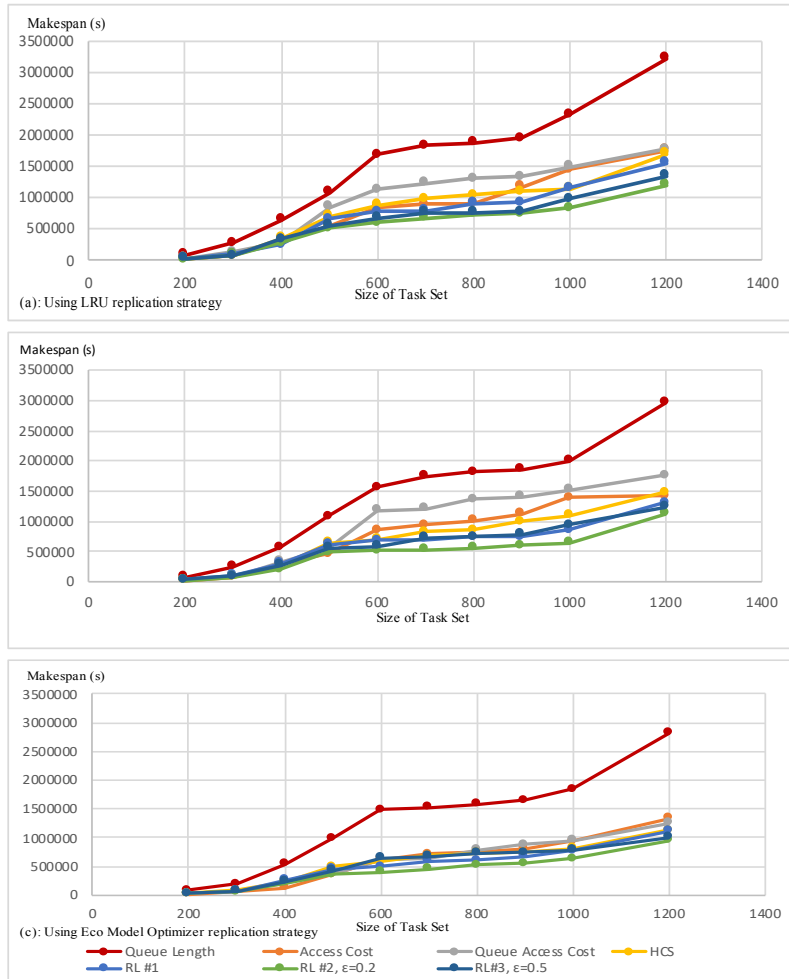 Makespan (s)
3500000
3000000
2500000
2000000
1500000
1000000
500000
0
0 200 400 600 800 1000 1200 1400
Size of Task Set
(a): Using LRU replication strategy
Makespan (s)
3500000
3000000
2500000
2000000
1500000
1000000
500000
0
0 200 400 600 800 1000 1200 1400
Size of Task Set
Makespan (s)
3500000
3000000
2500000
2000000
1500000
1000000
500000
0
0 200 400 600 800 1000 1200 1400
Size of Task Set
(c): Using Eco Model Optimizer replication strategy
Queue Length Access Cost Queue Access Cost HCS
RL #1 RL #2, ε=0.2 RL#3, ε=0.5